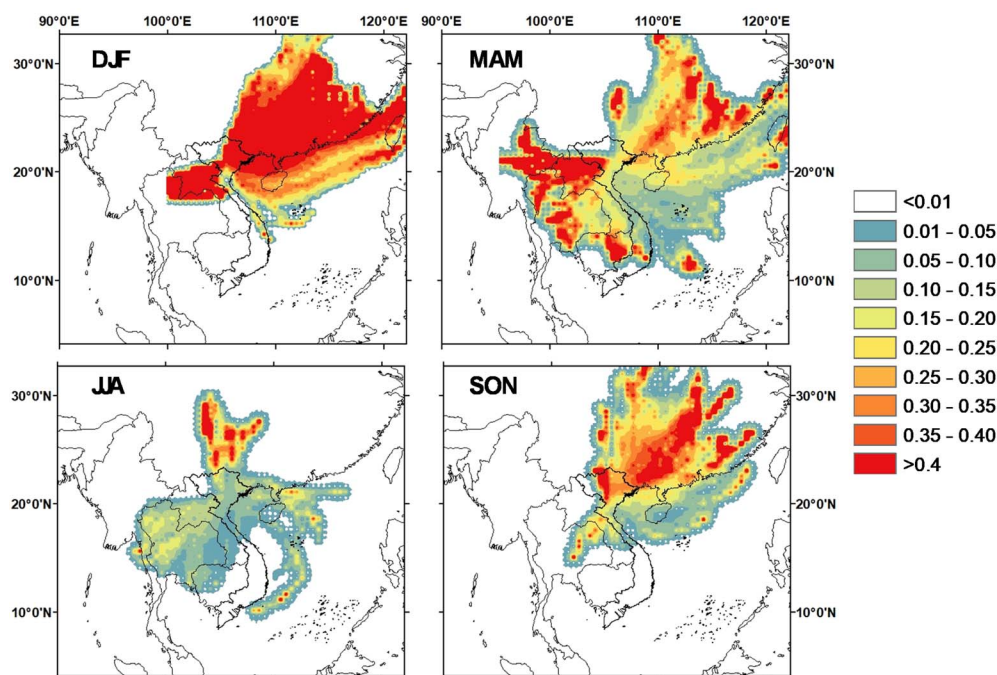 90°0'E 100°0'E 110°0'E 120°0'E 90°0'E 100°0'E 110°0'E 120°0'E
DJF
MAM
30°0'N
30°0'N
20°0'N
20°0'N
10°0'N
10°0'N
JJA
SON
30°0'N
30°0'N
20°0'N
20°0'N
10°0'N
10°0'N
<0.01
0.01 - 0.05
0.05 - 0.10
0.10 - 0.15
0.15 - 0.20
0.20 - 0.25
0.25 - 0.30
0.30 - 0.35
0.35 - 0.40
>0.4